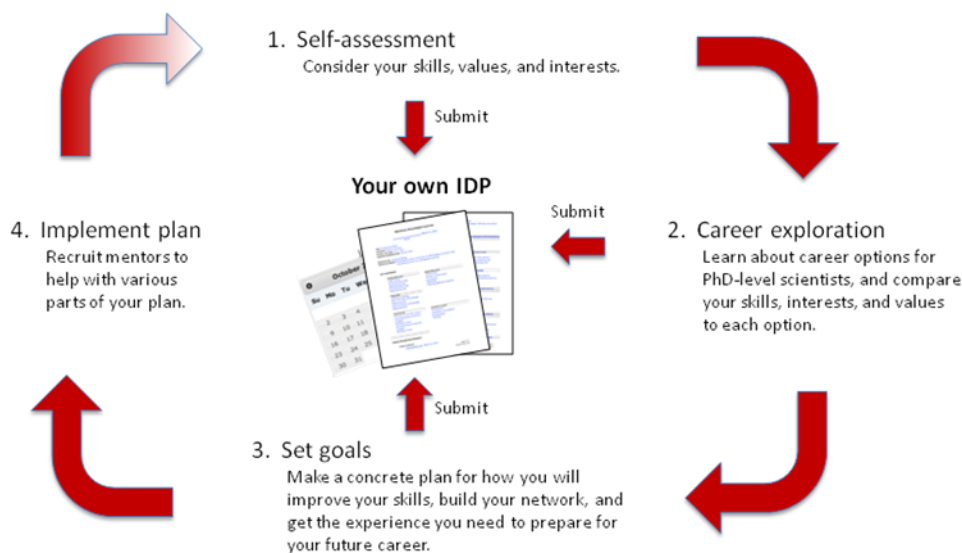 1. Self-assessment
Consider your skills, values, and interests.
Submit
Your own IDP
Submit
2. Career exploration
Learn about career options for
PhD-level scientists, and compare
your skills, interests, and values
to each option.
4. Implement plan
Recruit mentors to
help with various
parts of your plan.
October
Su Mo Tu We
2 3 4
9 10 11
16 17 18
23 24 25
30 31
Submit
3. Set goals
Make a concrete plan for how you will
improve your skills, build your network, and
get the experience you need to prepare for
your future career.